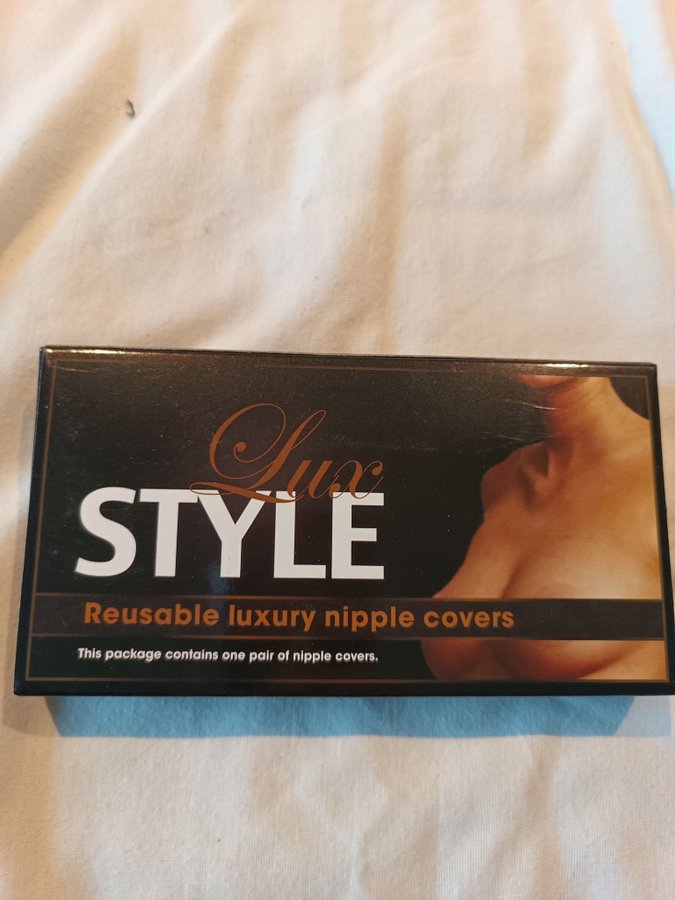 Lux
STYLE
Reusable luxury nipple covers
This package contains one pair of nipple covers.